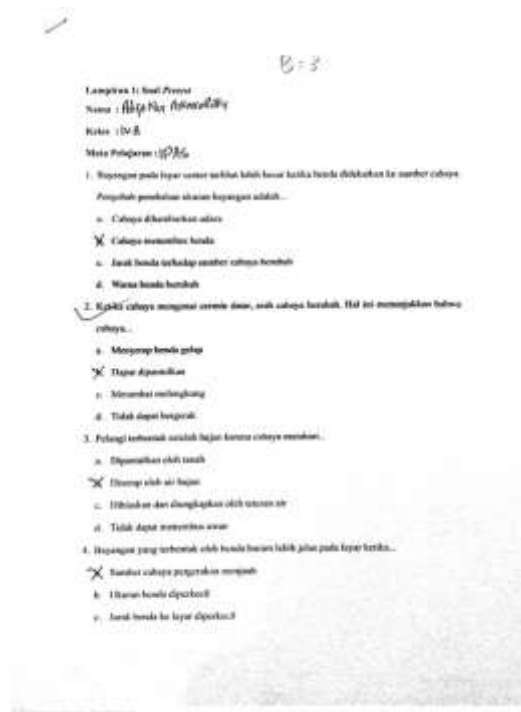 B = 3
Lampiran 1: Soal Pretest
Nama :
Kelas : IV B
Mata Pelajaran : IPAS
1. Bayangan pada layar senter terlihat lebih besar ketika benda didekatkan ke sumber cahaya.
Penyebab perubahan ukuran bayangan adalah...
a. Cahaya dihamburkan udara
Cahaya menembus benda
c. Jarak benda terhadap sumber cahaya berubah
d. Warna benda berubah
2. Ketika cahaya mengenai cermin datar, arah cahaya berubah. Hal ini menunjukkan bahwa
cahaya...
a. Menyerap benda gelap
Dapat dipantulkan
c. Merambat melengkung
d. Tidak dapat bergerak
3. Pelangi terbentuk setelah hujan karena cahaya matahari...
a. Dipantulkan oleh tanah
Diserap oleh air hujan
c. Dibiaskan dan diungkapkan oleh tetesan air
d. Tidak dapat menembus awan
4. Bayangan yang terbentuk oleh benda buram lebih jelas pada layar ketika...
Sumber cahaya pergerakin menjauh
b. Ukuran benda diperkecil
c. Jarak benda ke layar diperkecil